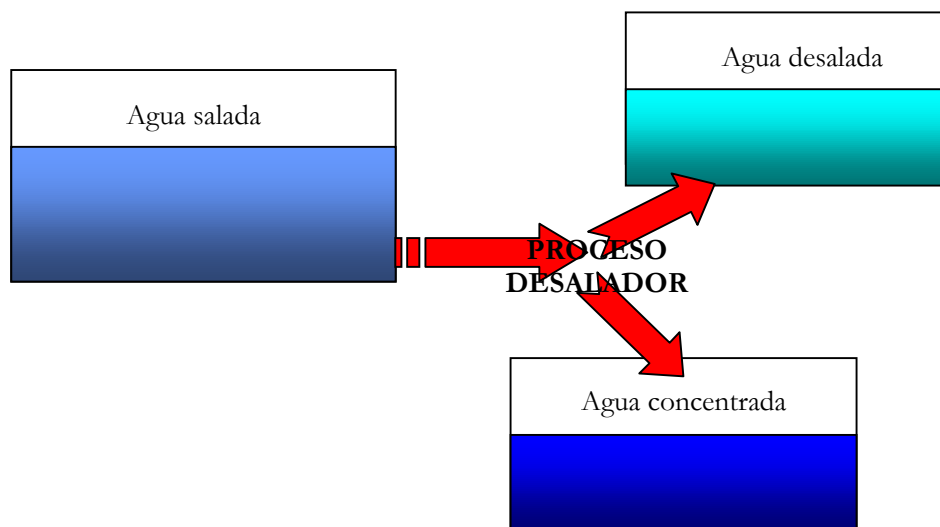 Agua desalada
Agua salada
PROCESO
DESALADOR
Agua concentrada